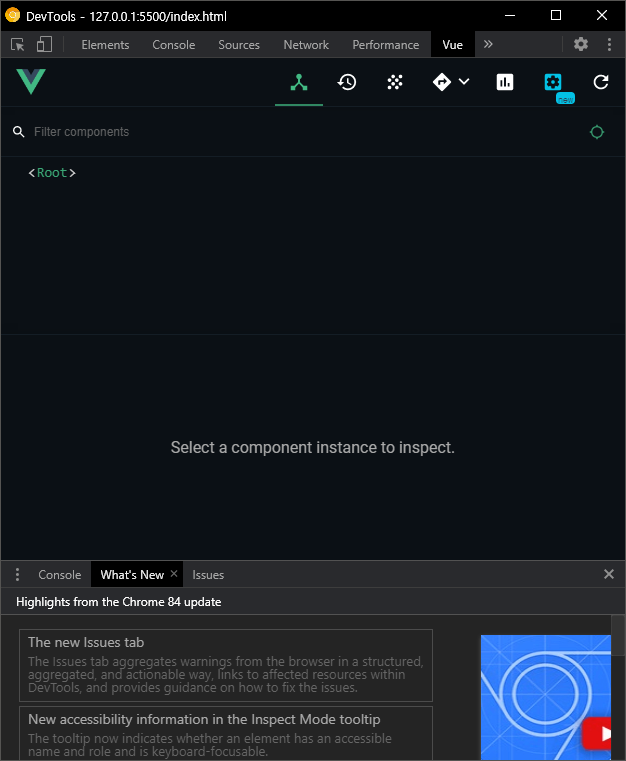 DevTools - 127.0.0.1:5500/index.html
Elements Console Sources Network Performance Vue »
new
Filter components
<Root>
Select a component instance to inspect.
Console What's New × Issues
Highlights from the Chrome 84 update
The new Issues tab
The Issues tab aggregates warnings from the browser in a structured,
aggregated, and actionable way, links to affected resources within
DevTools, and provides guidance on how to fix the issues.
New accessibility information in the Inspect Mode tooltip
The tooltip now indicates whether an element has an accessible
name and role and is keyboard-focusable.